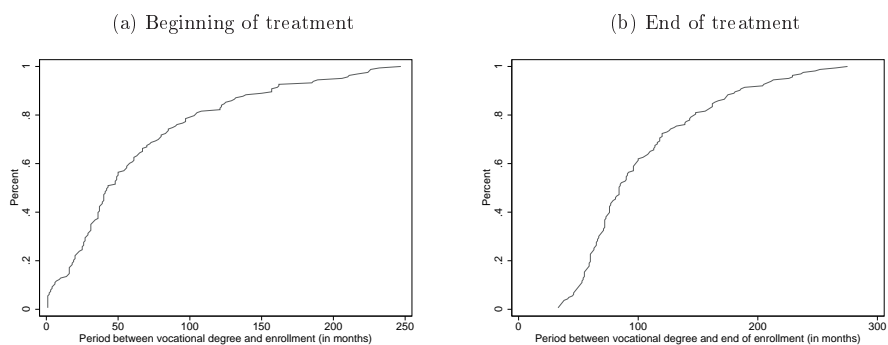 (a) Beginning of treatment
Percent
0 .2 .4 .6 .8 1
0 50 100 150 200 250
Period between vocational degree and enrollment (in months)
(b) End of treatment
Percent
0 .2 .4 .6 .8 1
0 100 200 300
Period between vocational degree and end of enrollment (in months)